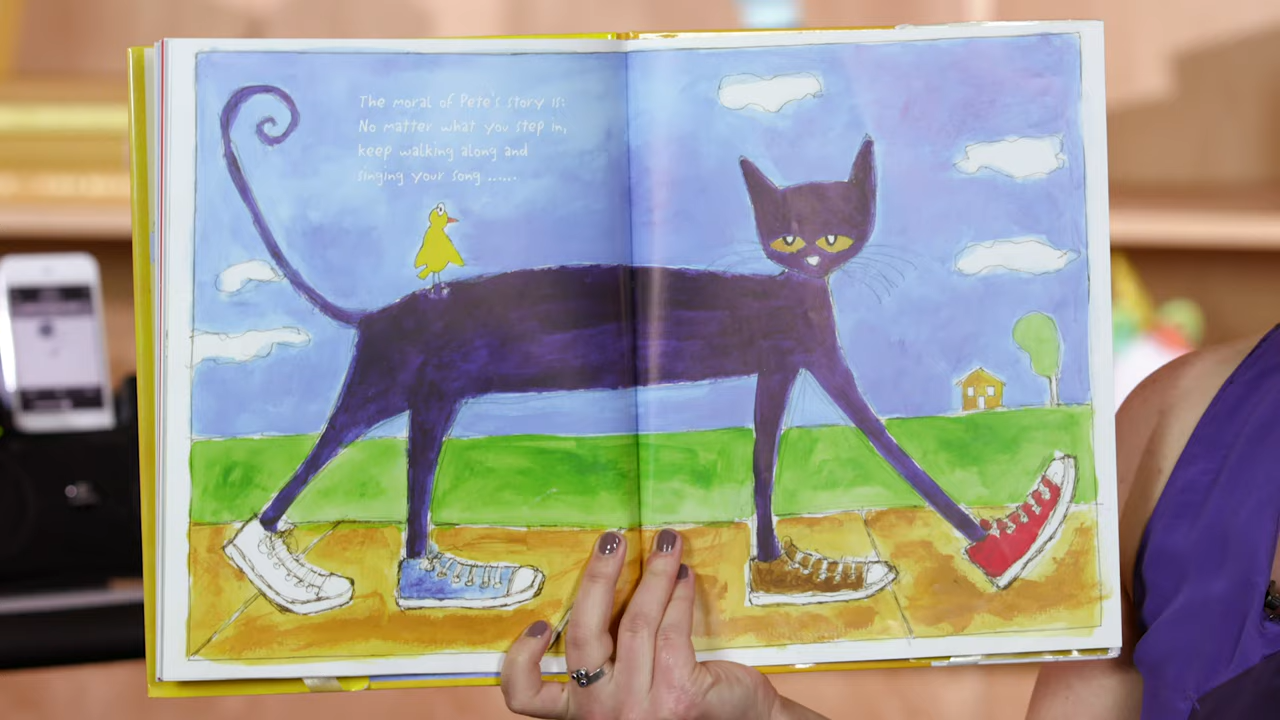 The moral of Pete's story is:
No matter what you step in,
keep walking along and
singing your song ......